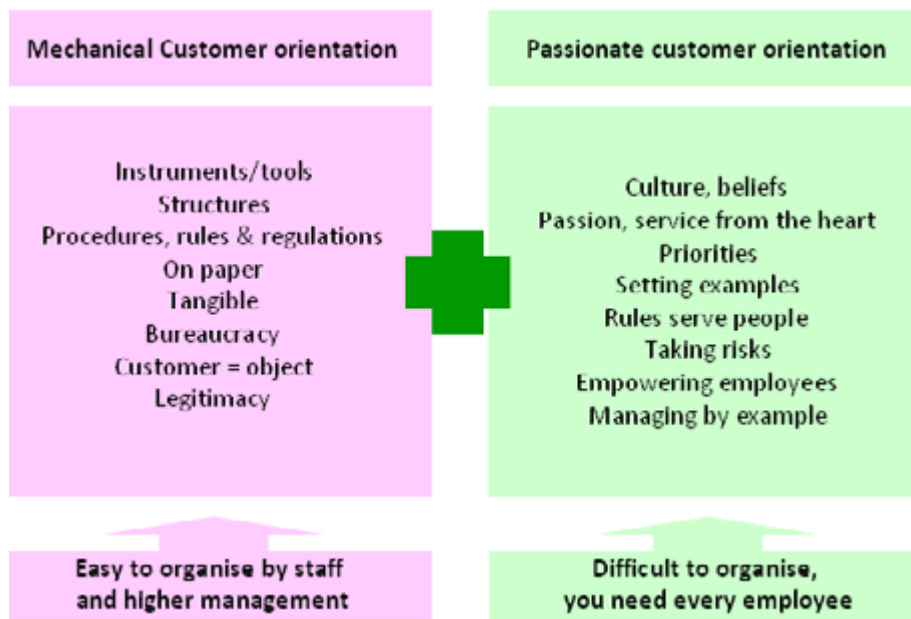 Mechanical Customer orientation
Instruments/tools
Structures
Procedures, rules & regulations
On paper
Tangible
Bureaucracy
Customer = object
Legitimacy
Easy to organise by staff
and higher management
Passionate customer orientation
Culture, beliefs
Passion, service from the heart
Priorities
Setting examples
Rules serve people
Taking risks
Empowering employees
Managing by example
Difficult to organise,
you need every employee